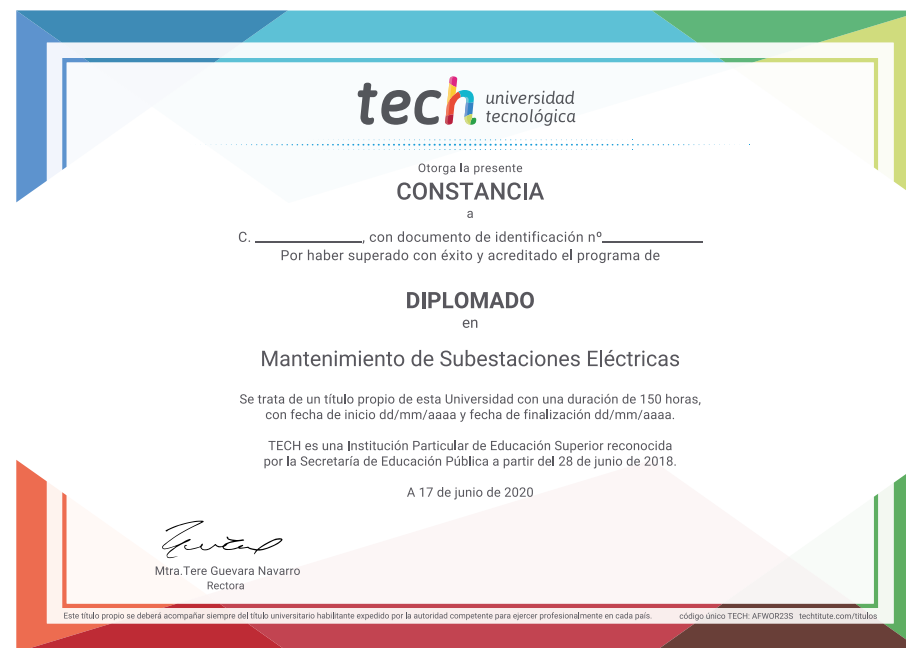 tech universidad
tecnológica
Otorga la presente
CONSTANCIA
a
C. ______________, con documento de identificación nº_____________
Por haber superado con éxito y acreditado el programa de
DIPLOMADO
en
Mantenimiento de Subestaciones Eléctricas
Se trata de un título propio de esta Universidad con una duración de 150 horas,
con fecha de inicio dd/mm/aaaa y fecha de finalización dd/mm/aaaa.
TECH es una Institución Particular de Educación Superior reconocida
por la Secretaría de Educación Pública a partir del 28 de junio de 2018.
A 17 de junio de 2020
Mtra.Tere Guevara Navarro
Rectora
Este título propio se deberá acompañar siempre del título universitario habilitante expedido por la autoridad competente para ejercer profesionalmente en cada país. código único TECH: AFWOR23S techtitute.com/títulos